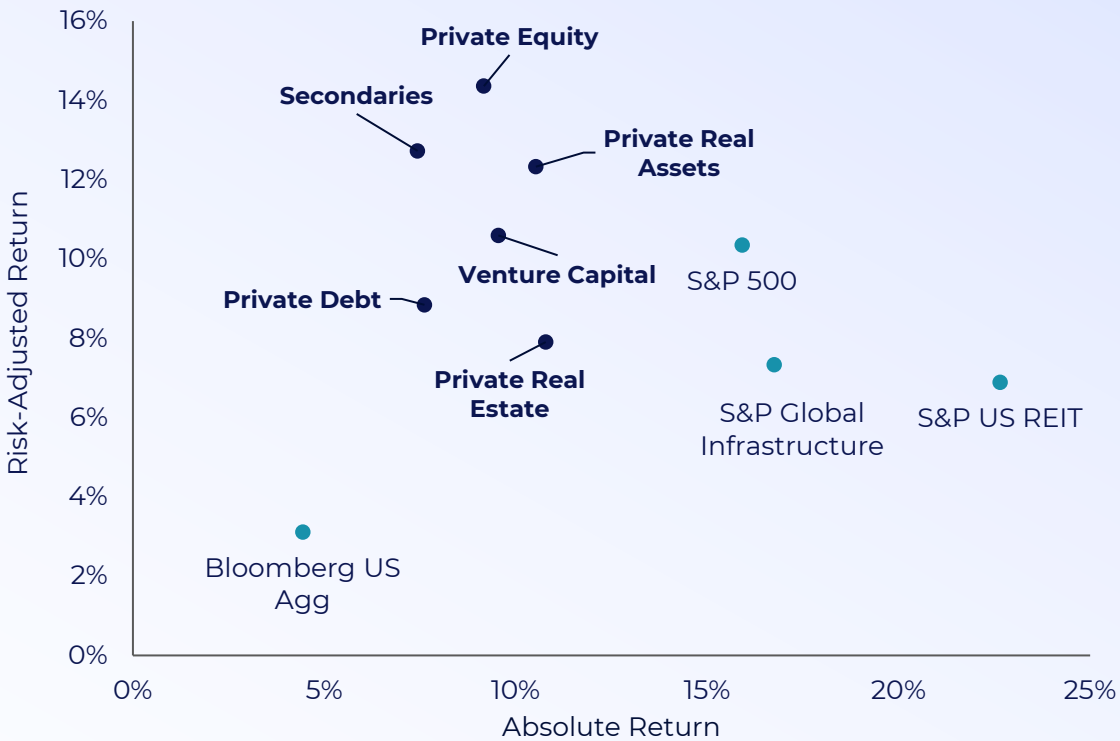 16%
14%
12%
10%
8%
6%
4%
2%
0%
Risk-Adjusted Return
Private Equity
Secondaries
Private Real
Assets
Venture Capital
S&P 500
Private Debt
Private Real
Estate
S&P Global
Infrastructure
S&P US REIT
Bloomberg US
Agg
0%
5%
10%
15%
20%
25%
Absolute Return